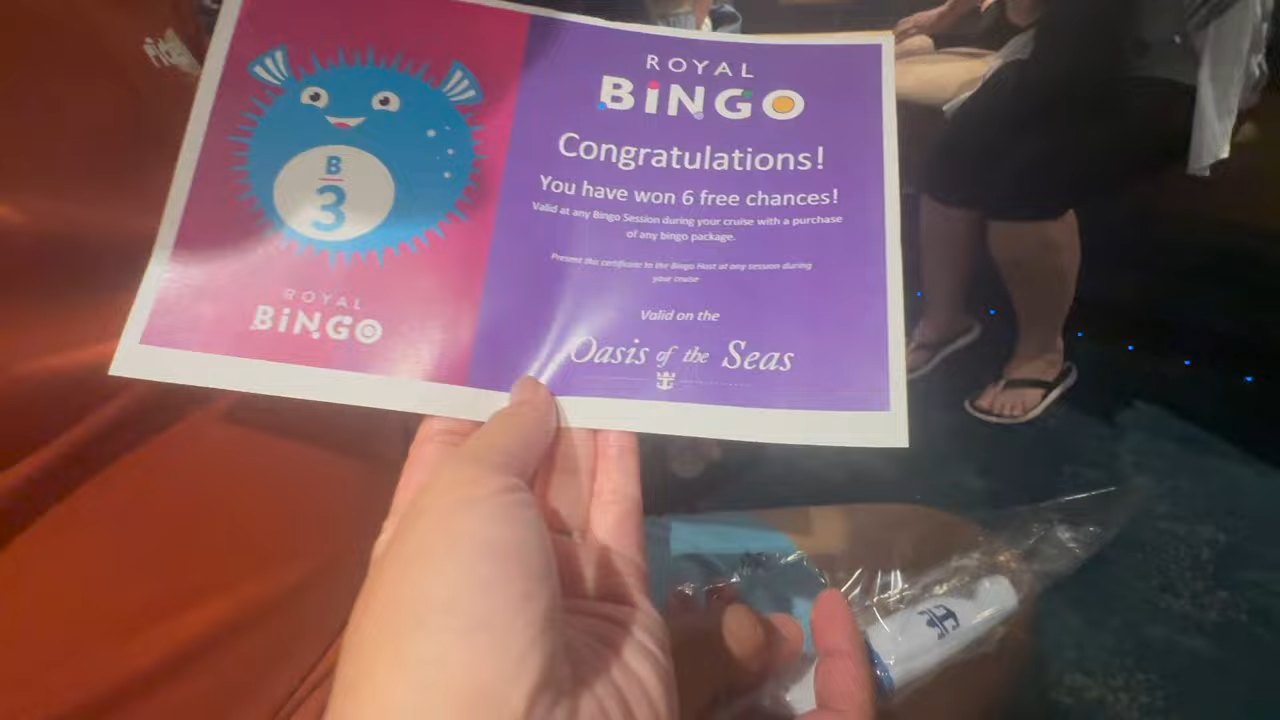 B
3
ROYAL
BiNGO
ROYAL
BiNGO
Congratulations!
You have won 6 free chances!
Valid at any Bingo Session during your cruise with a purchase
of any bingo package.
Present this certificate to the Bingo Host at any session during
your cruise
Valid on the
Oasis of the Seas